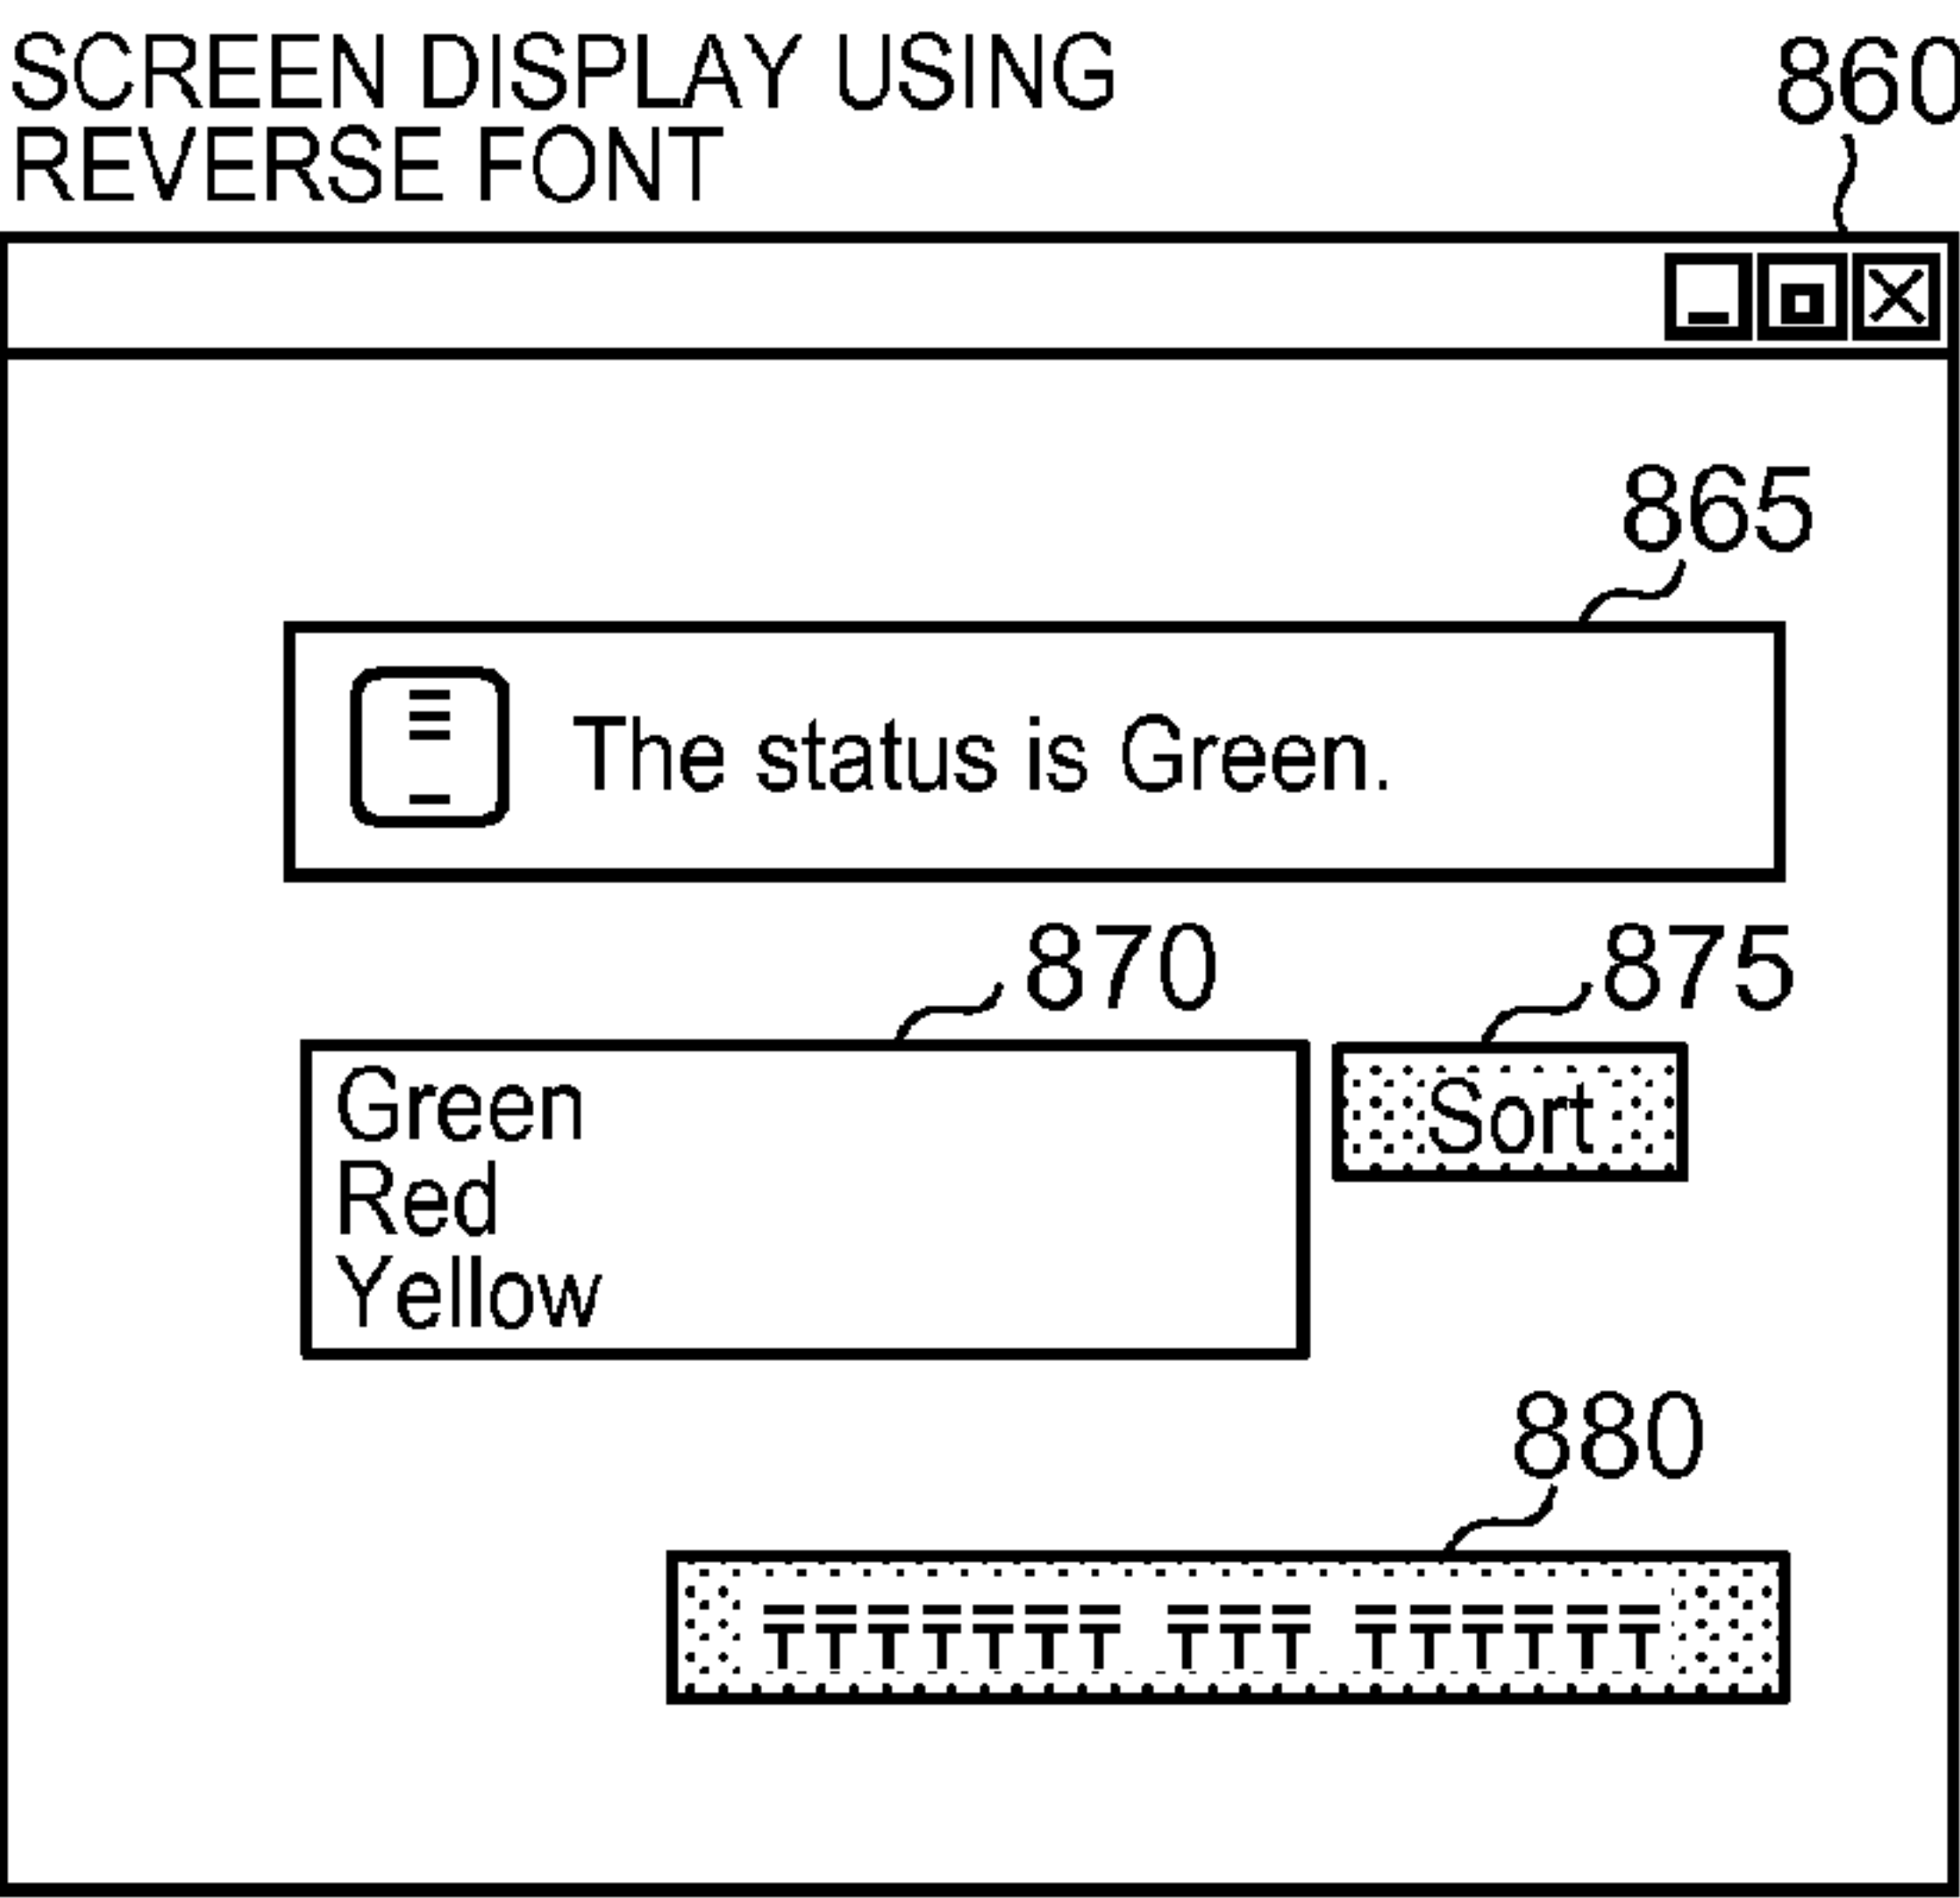 SCREEN DISPLAY USING
REVERSE FONT
860
865
The status is Green.
870
875
Green
Red
Yellow
Sort
880